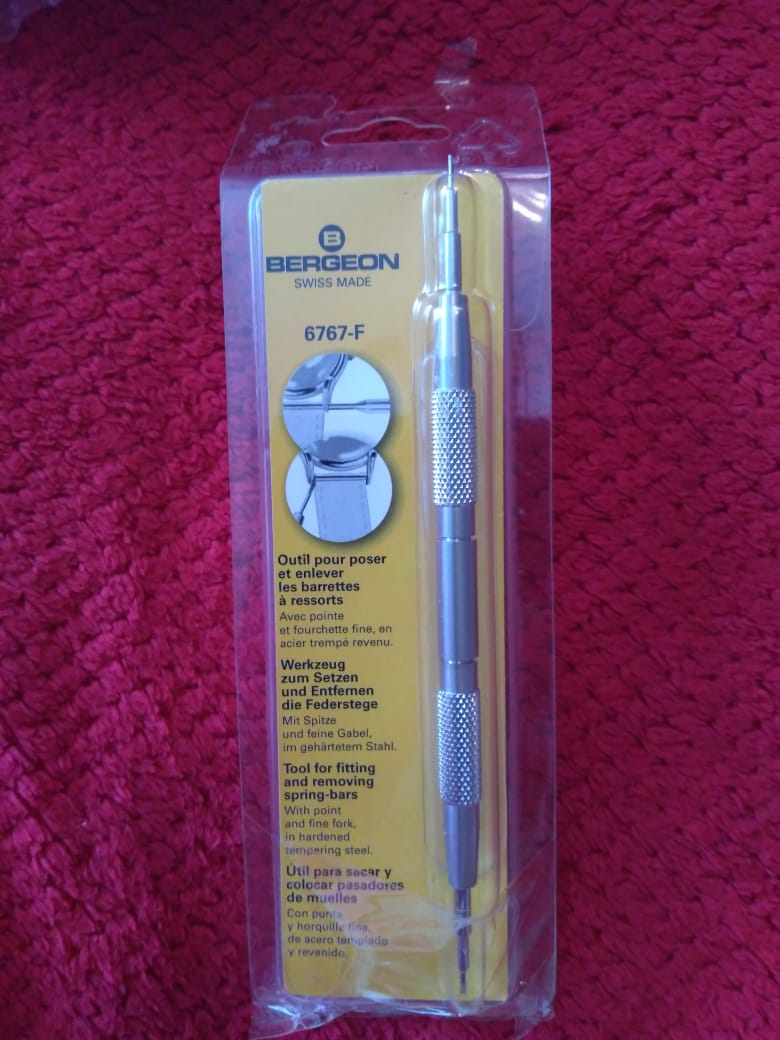 B
BERGEON
SWISS MADE
6767-F
Outil pour poser
et enlever
les barrettes
à ressorts
Avec pointe
et fourchette fine, en
acier trempé revenu.
Werkzeug
zum Setzen
und Entfernen
die Federstege
Mit Spitze
und feine Gabel,
im gehärtetem Stahl.
Tool for fitting
and removing
spring-bars
With point
and fine fork,
in hardened
tempering steel.
Útil para sacar y
colocar pasadores
de muelles
Con punta
y horquilla fina,
de acero templado
y revenido.